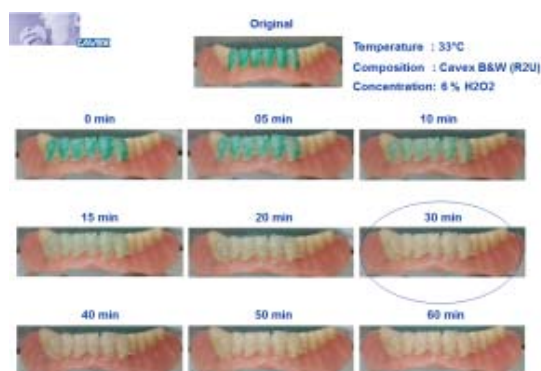 Original
CAVEX
Temperature : 33°C
Composition : Cavex B&W (R2U)
Concentration: 6 % H2O2
0 min
05 min
10 min
15 min
20 min
30 min
40 min
50 min
60 min